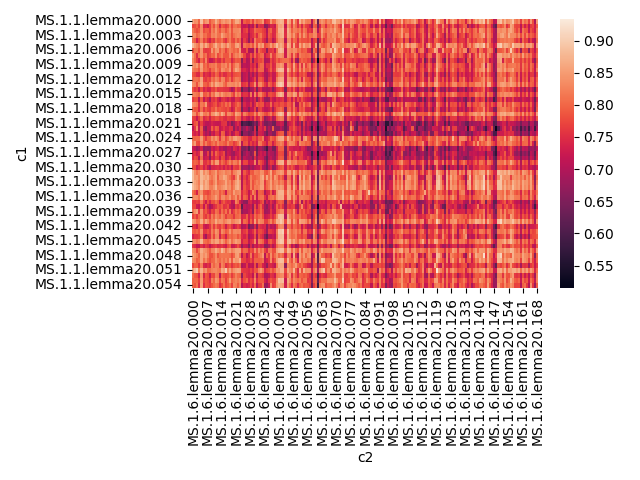 MS.1.1.lemma20.000
MS.1.1.lemma20.003
MS.1.1.lemma20.006
MS.1.1.lemma20.009
MS.1.1.lemma20.012
MS.1.1.lemma20.015
MS.1.1.lemma20.018
MS.1.1.lemma20.021
MS.1.1.lemma20.024
MS.1.1.lemma20.027
MS.1.1.lemma20.030
MS.1.1.lemma20.033
MS.1.1.lemma20.036
MS.1.1.lemma20.039
MS.1.1.lemma20.042
MS.1.1.lemma20.045
MS.1.1.lemma20.048
MS.1.1.lemma20.051
MS.1.1.lemma20.054
c1
MS.1.6.lemma20.000
MS.1.6.lemma20.007
MS.1.6.lemma20.014
MS.1.6.lemma20.021
MS.1.6.lemma20.028
MS.1.6.lemma20.035
MS.1.6.lemma20.042
MS.1.6.lemma20.049
MS.1.6.lemma20.056
MS.1.6.lemma20.063
MS.1.6.lemma20.070
MS.1.6.lemma20.077
MS.1.6.lemma20.084
MS.1.6.lemma20.091
MS.1.6.lemma20.098
MS.1.6.lemma20.105
MS.1.6.lemma20.112
MS.1.6.lemma20.119
MS.1.6.lemma20.126
MS.1.6.lemma20.133
MS.1.6.lemma20.140
MS.1.6.lemma20.147
MS.1.6.lemma20.154
MS.1.6.lemma20.161
MS.1.6.lemma20.168
c2
0.90
0.85
0.80
0.75
0.70
0.65
0.60
0.55